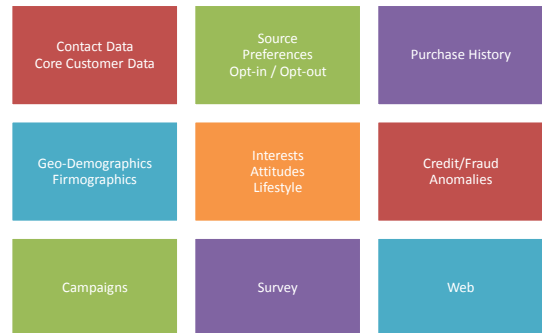 Contact Data
Core Customer Data
Source
Preferences
Opt-in / Opt-out
Purchase History
Geo-Demographics
Firmographics
Interests
Attitudes
Lifestyle
Credit/Fraud
Anomalies
Campaigns
Survey
Web